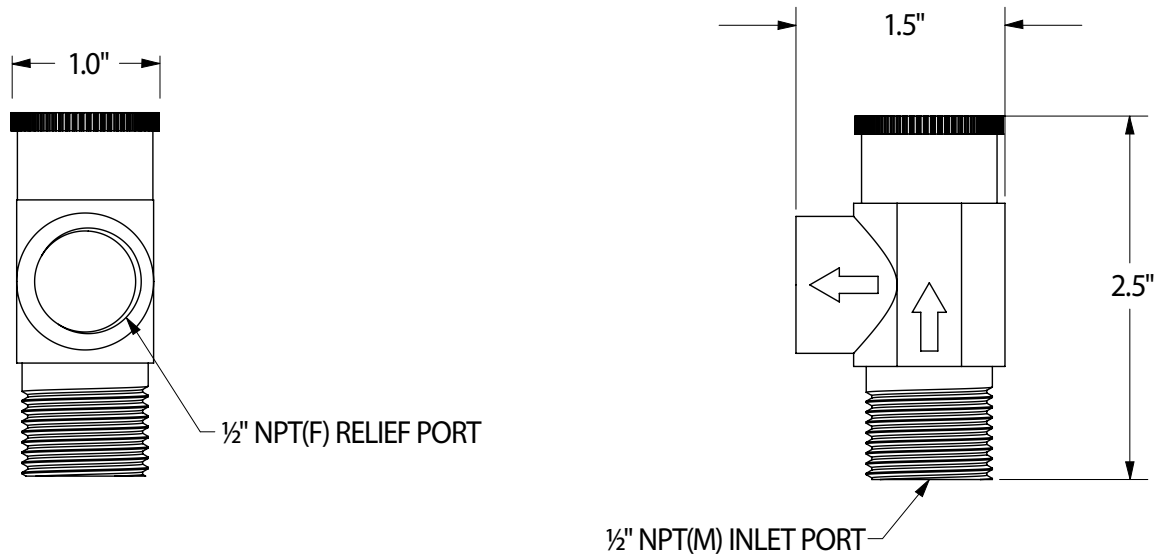 1.0"
1.5"
2.5"
½" NPT(F) RELIEF PORT
½" NPT(M) INLET PORT